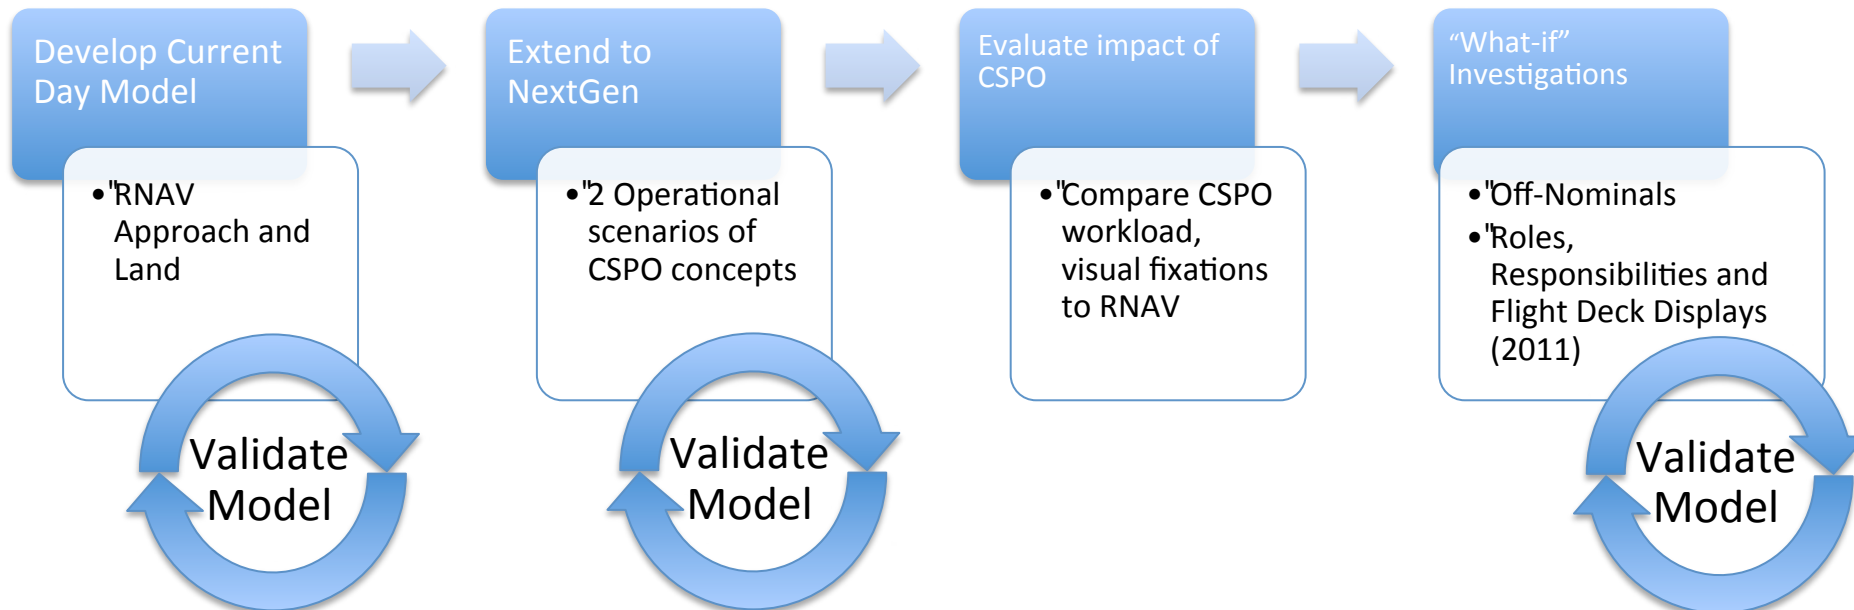 Develop Current
Day Model
•"RNAV
Approach and
Land
Validate
Model
Extend to
NextGen
•"2 Operational
scenarios of
CSPO concepts
Validate
Model
Evaluate impact of
CSPO
•"Compare CSPO
workload,
visual fixations
to RNAV
“What-if”
Investigations
•"Off-Nominals
•"Roles,
Responsibilities and
Flight Deck Displays
(2011)
Validate
Model